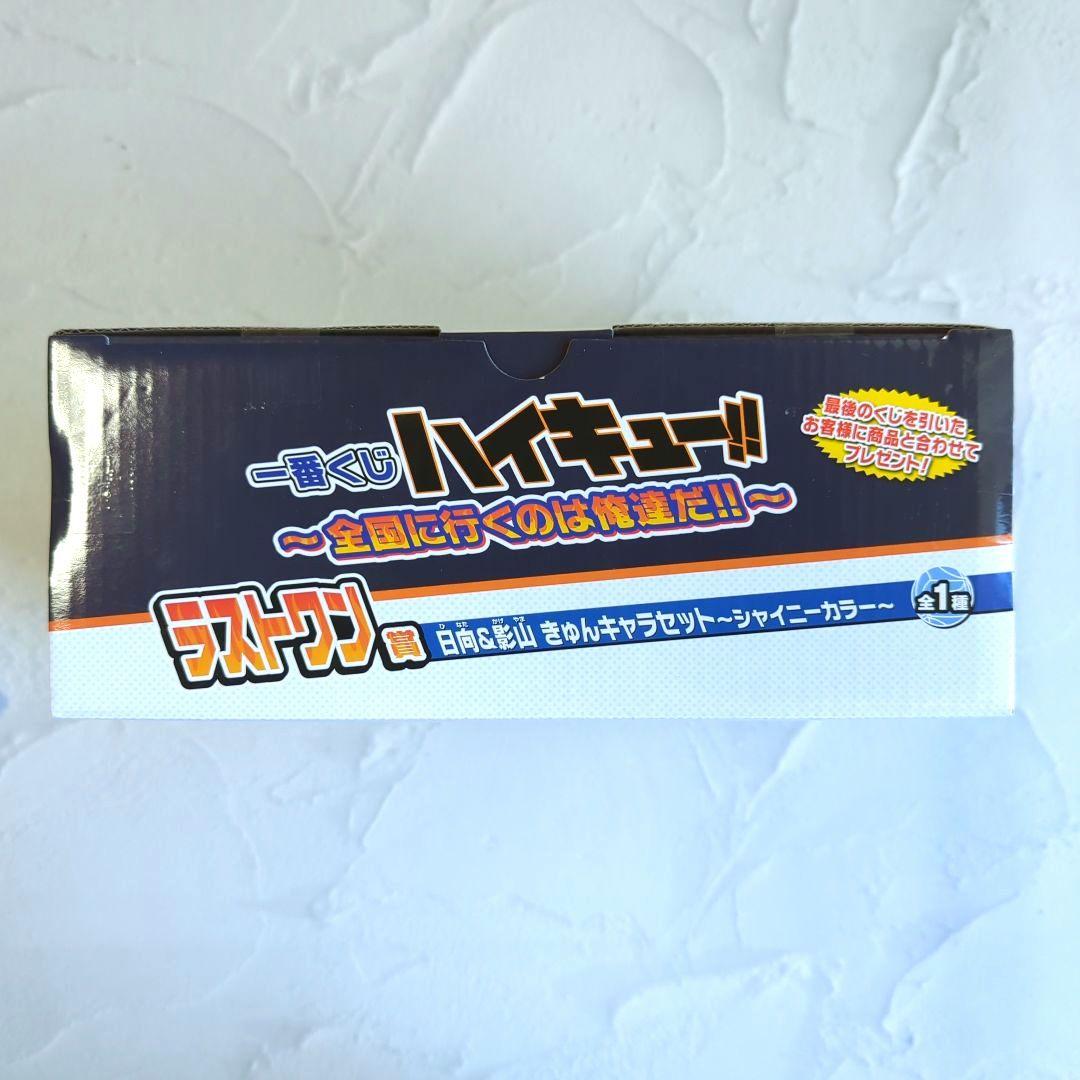 一番くじ ハイキュー!!
～全国に行くのは俺達だ!!～
最後のくじを引いた
お客様に商品と合わせて
プレゼント!
ラストワン賞
日向&影山 きゅんキャラセット～シャイニーカラー～
ひなた かげやま
全1種